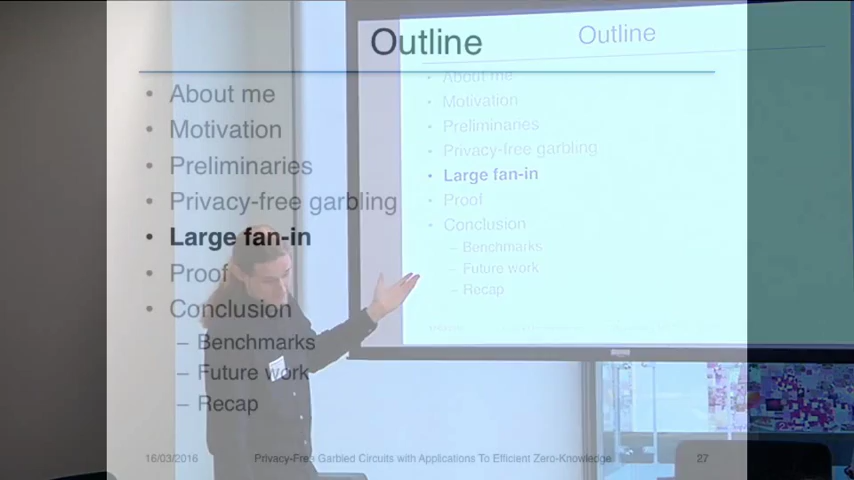 Outline
• About me
• Motivation
• Preliminaries
• Privacy-free garbling
• Large fan-in
• Proof
• Conclusion
– Benchmarks
– Future work
– Recap
16/03/2016 Privacy-Free Garbled Circuits with Applications To Efficient Zero-Knowledge 27
Outline
• About me
• Motivation
• Preliminaries
• Privacy-free garbling
• Large fan-in
• Proof
• Conclusion
– Benchmarks
– Future work
– Recap